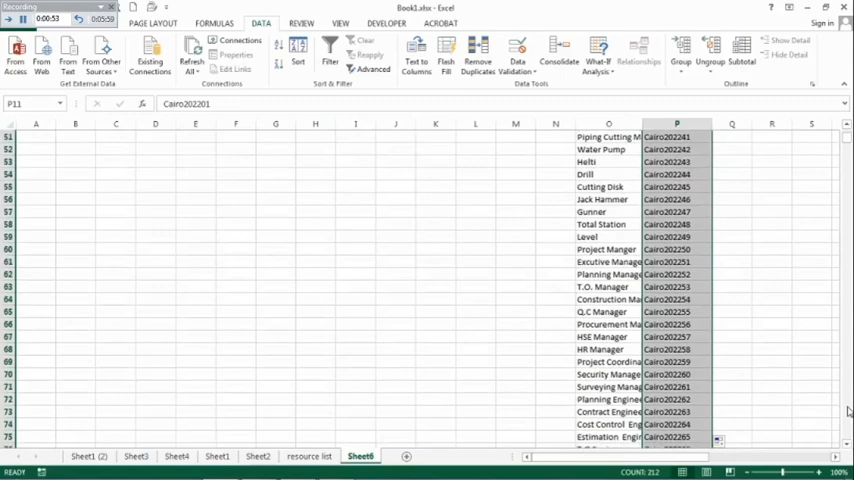 Recording
0:00:53
0:05:59
Book1.xlsx - Excel
Sign in
PAGE LAYOUT FORMULAS DATA REVIEW VIEW DEVELOPER ACROBAT
From Access
From Web
From Text
From Other Sources
Existing Connections
Refresh All
Connections
Properties
Edit Links
Sort
Filter
Clear
Reapply
Advanced
Text to Columns
Flash Fill
Remove Duplicates
Data Validation
Consolidate
What-If Analysis
Group
Ungroup
Subtotal
Show Detail
Hide Detail
Get External Data
Connections
Sort & Filter
Data Tools
Outline
P11
Cairo202201
A B C D E F G H I J K L M N O P Q R S
51 Piping Cutting M Cairo202241
52 Water Pump Cairo202242
53 Helti Cairo202243
54 Drill Cairo202244
55 Cutting Disk Cairo202245
56 Jack Hammer Cairo202246
57 Gunner Cairo202247
58 Total Station Cairo202248
59 Level Cairo202249
60 Project Manger Cairo202250
61 Excutive Manage Cairo202251
62 Planning Manage Cairo202252
63 T.O. Manager Cairo202253
64 Construction Ma Cairo202254
65 Q.C Manager Cairo202255
66 Procurement Ma Cairo202256
67 HSE Manager Cairo202257
68 HR Manager Cairo202258
69 Project Coordina Cairo202259
70 Security Manage Cairo202260
71 Surveying Manag Cairo202261
72 Planning Enginee Cairo202262
73 Contract Enginee Cairo202263
74 Cost Control Eng Cairo202264
75 Estimation Engin Cairo202265
Sheet1 (2) Sheet3 Sheet4 Sheet1 Sheet2 resource list Sheet6
READY
COUNT: 212
100%